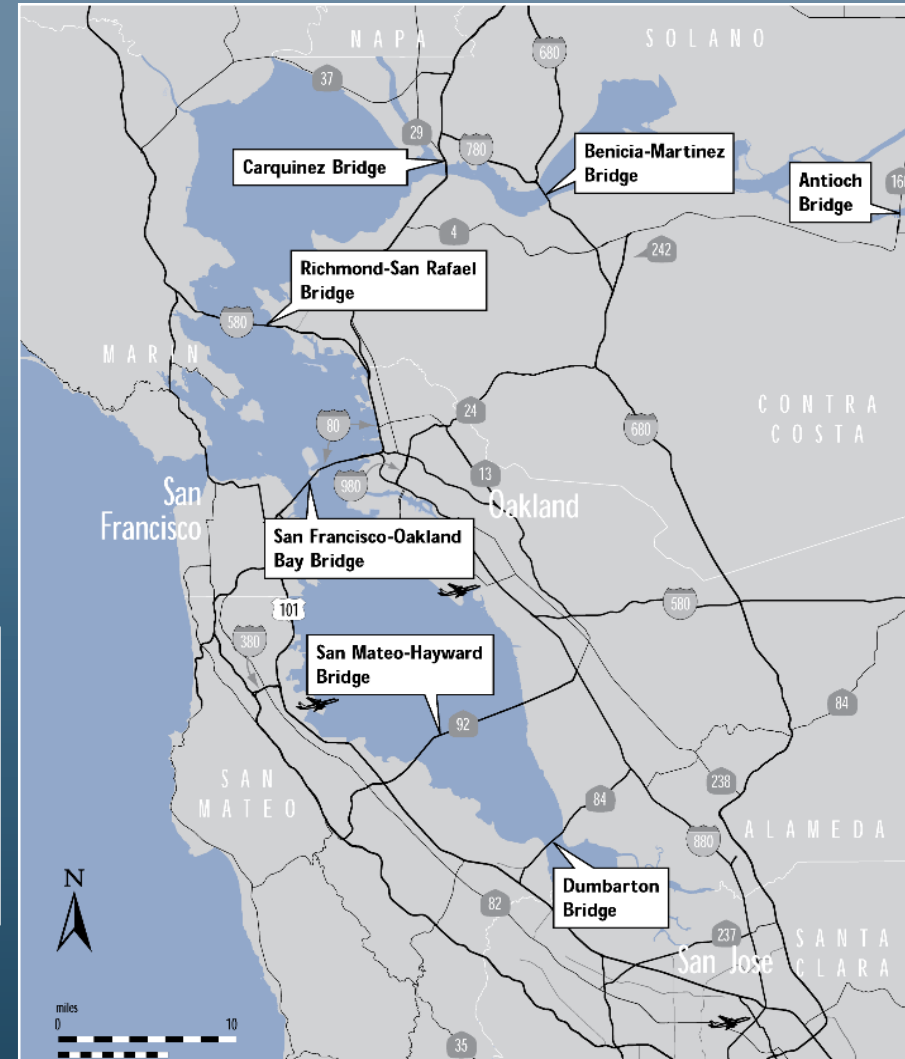 NAPA
SOLANO
680
37
29
780
Carquinez Bridge
Benicia-Martinez
Bridge
Antioch
Bridge
4
242
Richmond-San Rafael
Bridge
580
MARIN
24
CONTRA
COSTA
80
680
13
980
San
Francisco
Oakland
San Francisco-Oakland
Bay Bridge
101
580
380
San Mateo-Hayward
Bridge
92
84
SAN
MATEO
238
84
880
ALAMEDA
N
Dumbarton
Bridge
82
237
SANTA
CLARA
San Jose
miles
0 10
35